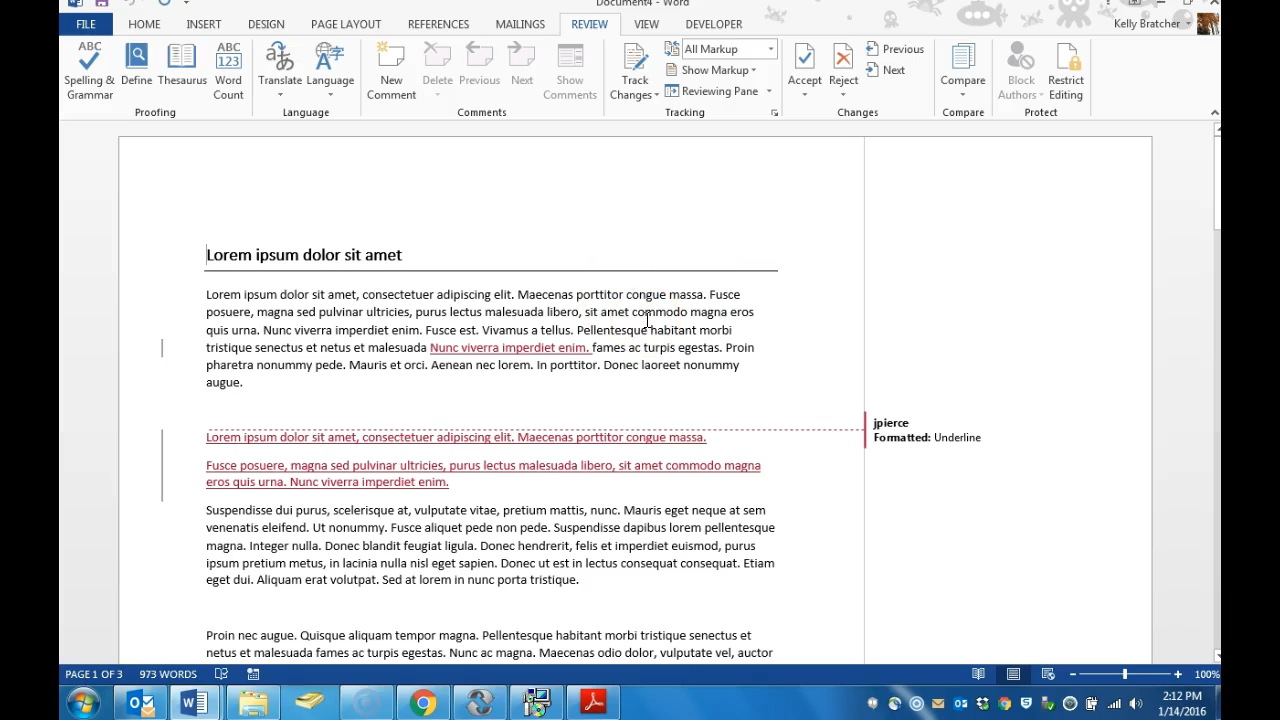 Document4 - Word
FILE HOME INSERT DESIGN PAGE LAYOUT REFERENCES MAILINGS REVIEW VIEW DEVELOPER Kelly Bratcher
ABC
Spelling & Grammar
Define
Thesaurus
ABC 123
Word Count
Translate
Language
New Comment
Delete
Previous
Next
Show Comments
Track Changes
All Markup
Show Markup
Reviewing Pane
Accept
Reject
Previous
Next
Compare
Block Authors
Restrict Editing
Proofing Language Comments Tracking Changes Compare Protect
Lorem ipsum dolor sit amet
Lorem ipsum dolor sit amet, consectetuer adipiscing elit. Maecenas porttitor congue massa. Fusce
posuere, magna sed pulvinar ultricies, purus lectus malesuada libero, sit amet commodo magna eros
quis urna. Nunc viverra imperdiet enim. Fusce est. Vivamus a tellus. Pellentesque habitant morbi
tristique senectus et netus et malesuada Nunc viverra imperdiet enim. fames ac turpis egestas. Proin
pharetra nonummy pede. Mauris et orci. Aenean nec lorem. In porttitor. Donec laoreet nonummy
augue.
jpierce
Formatted: Underline
Lorem ipsum dolor sit amet, consectetuer adipiscing elit. Maecenas porttitor congue massa.
Fusce posuere, magna sed pulvinar ultricies, purus lectus malesuada libero, sit amet commodo magna
eros quis urna. Nunc viverra imperdiet enim.
Suspendisse dui purus, scelerisque at, vulputate vitae, pretium mattis, nunc. Mauris eget neque at sem
venenatis eleifend. Ut nonummy. Fusce aliquet pede non pede. Suspendisse dapibus lorem pellentesque
magna. Integer nulla. Donec blandit feugiat ligula. Donec hendrerit, felis et imperdiet euismod, purus
ipsum pretium metus, in lacinia nulla nisl eget sapien. Donec ut est in lectus consequat consequat. Etiam
eget dui. Aliquam erat volutpat. Sed at lorem in nunc porta tristique.
Proin nec augue. Quisque aliquam tempor magna. Pellentesque habitant morbi tristique senectus et
netus et malesuada fames ac turpis egestas. Nunc ac magna. Maecenas odio dolor, vulputate vel, auctor
PAGE 1 OF 3 973 WORDS 100%
2:12 PM
1/14/2016